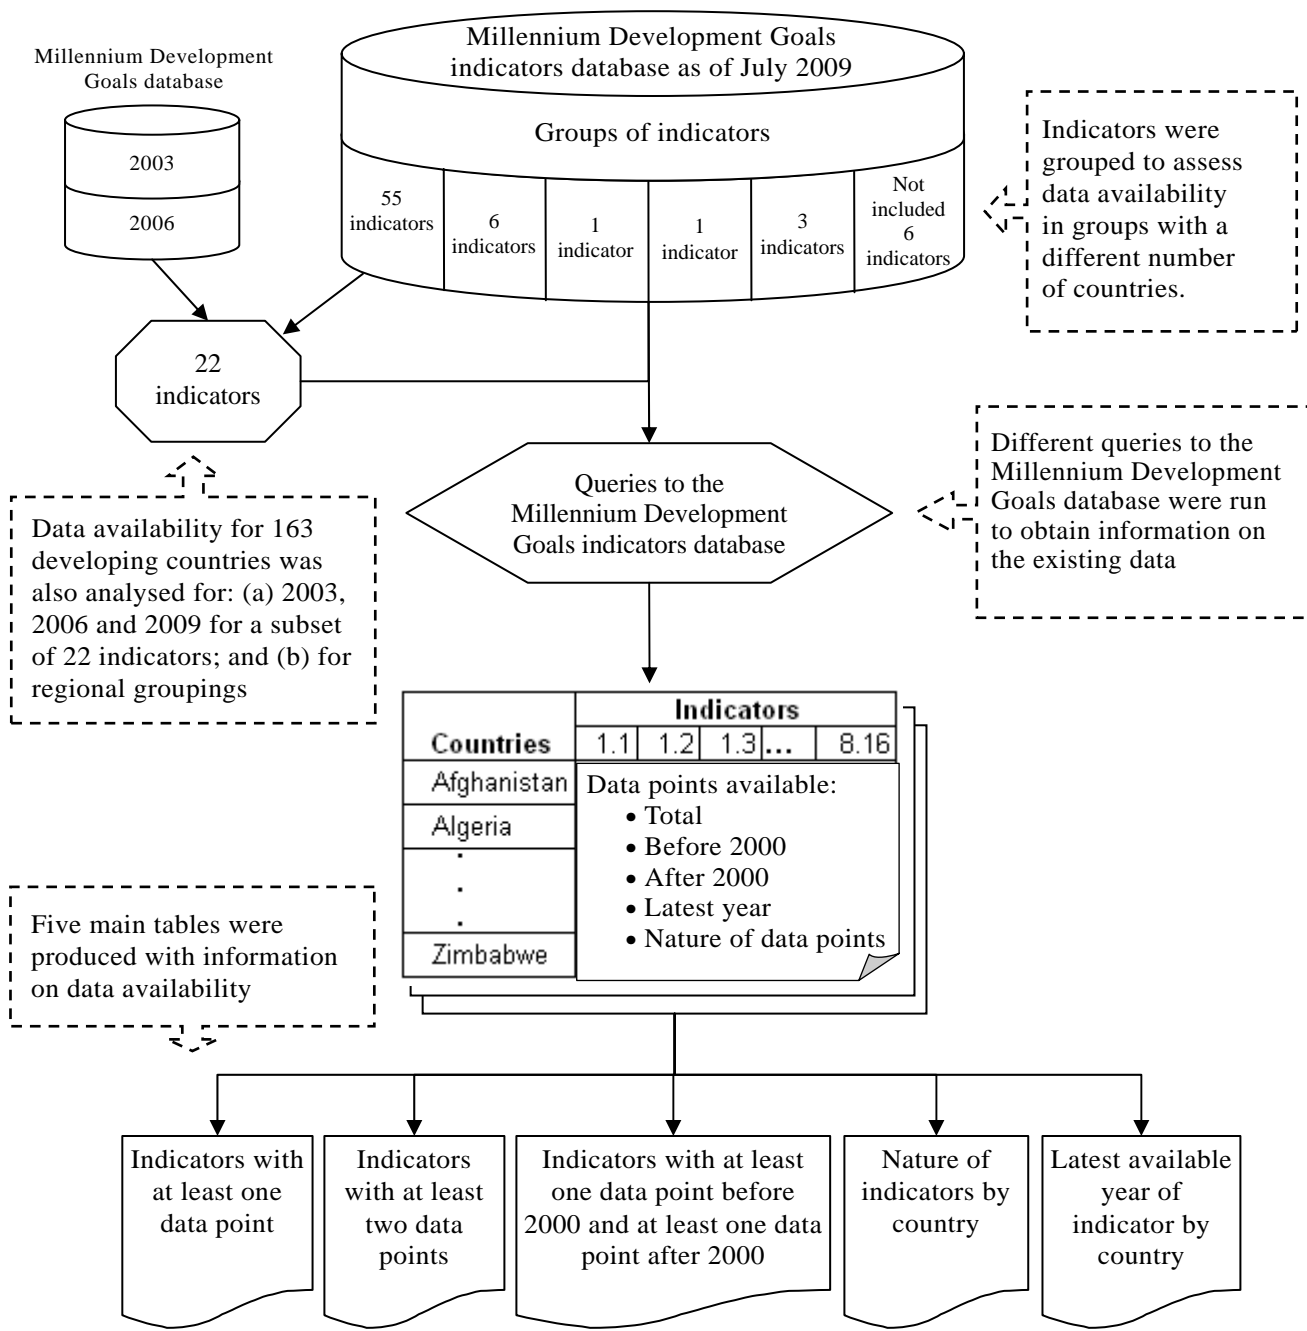 Millennium Development
Goals database
2003
2006
Millennium Development Goals
indicators database as of July 2009
Groups of indicators
55
indicators
6
indicators
1
indicator
1
indicator
3
indicators
Not
included
6
indicators
Indicators were
grouped to assess
data availability
in groups with a
different number
of countries.
22
indicators
Different queries to the
Millennium Development
Goals database were run
to obtain information on
the existing data
Queries to the
Millennium Development
Goals indicators database
Data availability for 163
developing countries was
also analysed for: (a) 2003,
2006 and 2009 for a subset
of 22 indicators; and (b) for
regional groupings
Indicators
Countries 1.1 1.2 1.3 ... 8.16
Afghanistan
Algeria
.
.
.
Zimbabwe
Data points available:
• Total
• Before 2000
• After 2000
• Latest year
• Nature of data points
Five main tables were
produced with information
on data availability
Indicators with
at least one
data point
Indicators
with at least
two data
points
Indicators with at least
one data point before
2000 and at least one data
point after 2000
Nature of
indicators by
country
Latest available
year of
indicator by
country